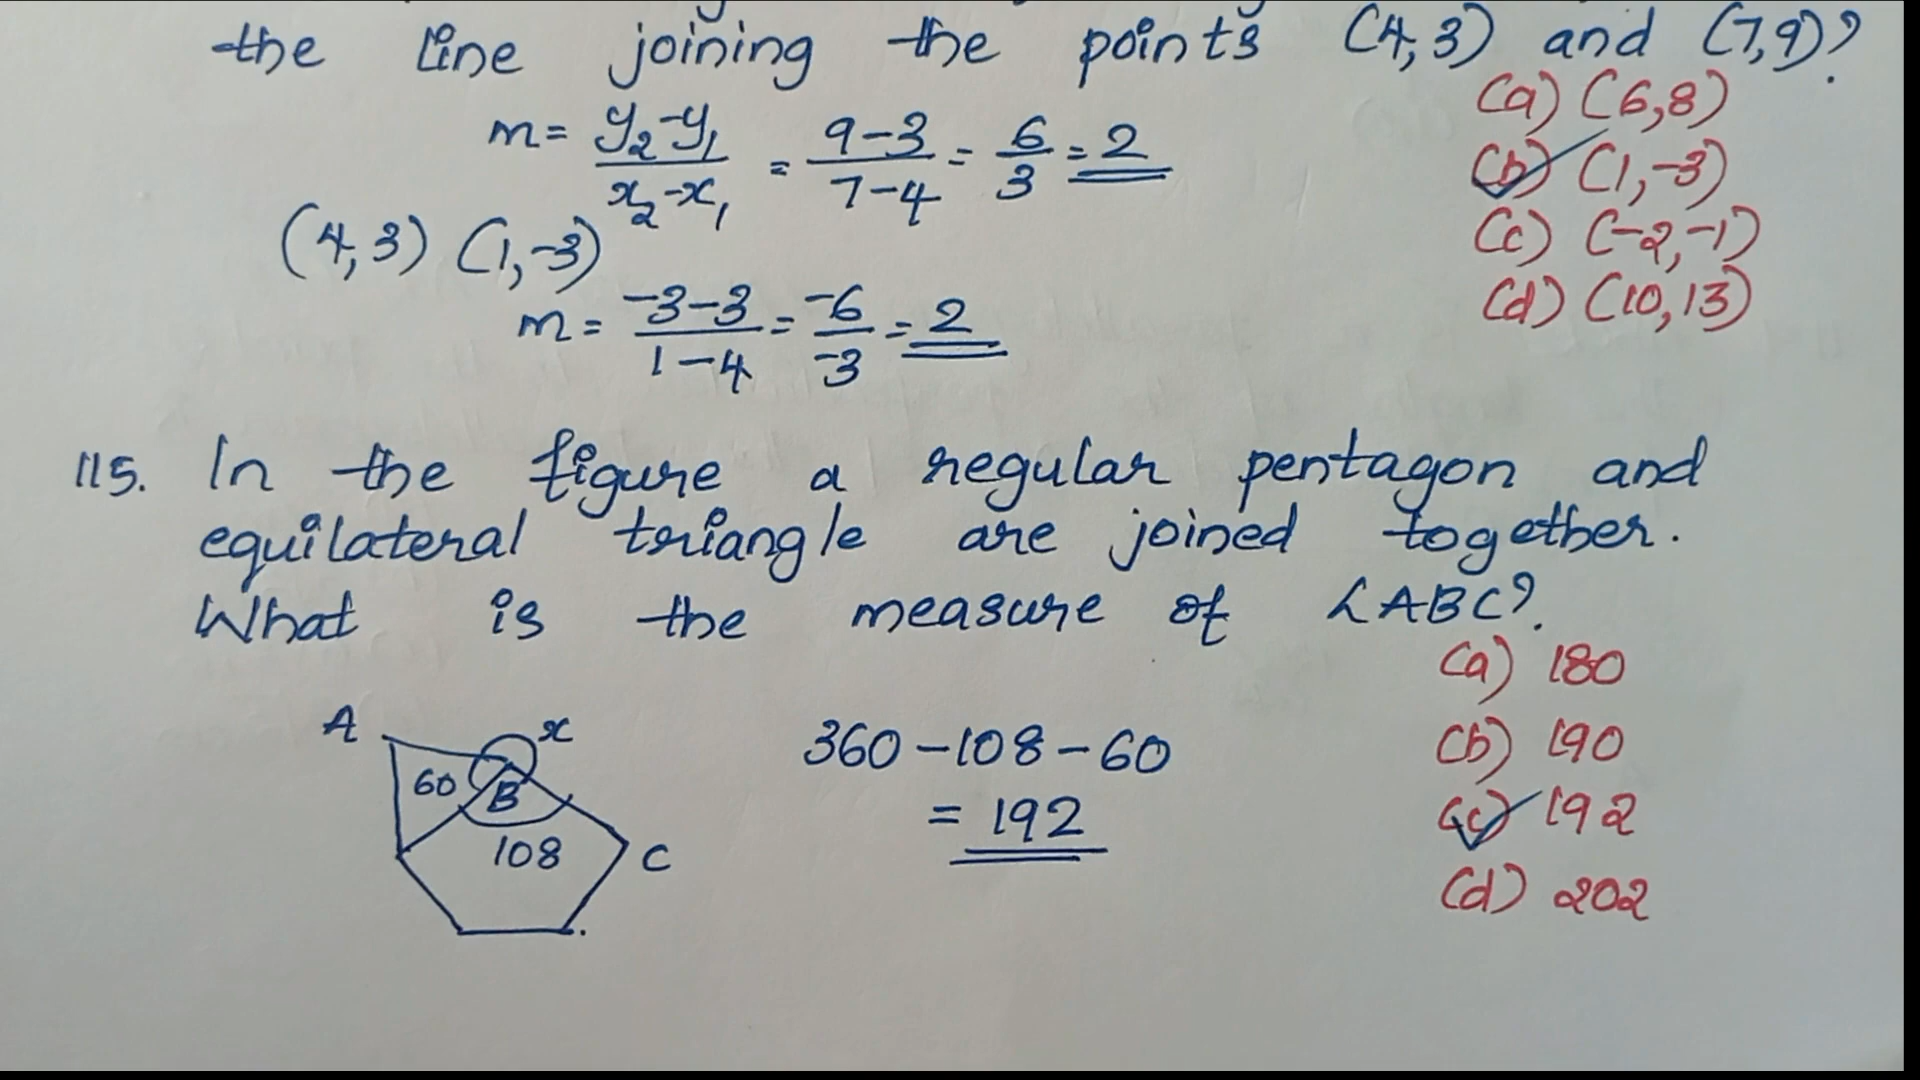 the line joining the points (4,3) and (7,9)?
m = y₂-y₁/x₂-x₁ = 9-3/7-4 = 6/3 = 2
(a) (6,8)
(b) (1,-3)
(c) (-2,-1)
(d) (10,13)
(4,3) (1,-3)
m = -3-3/1-4 = -6/-3 = 2
115. In the figure a regular pentagon and
equilateral triangle are joined together.
What is the measure of ∠ABC?
(a) 180
(b) 190
(c) 192
(d) 202
A
x
60
B
108
C
360-108-60
= 192